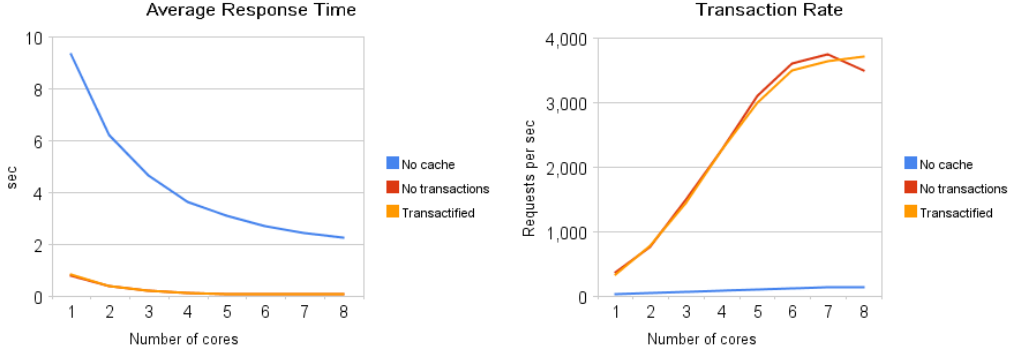 Average Response Time
10
8
6
4
2
0
sec
1 2 3 4 5 6 7 8
Number of cores
No cache
No transactions
Transactified
Transaction Rate
4,000
3,000
2,000
1,000
0
Requests per sec
1 2 3 4 5 6 7 8
Number of cores
No cache
No transactions
Transactified